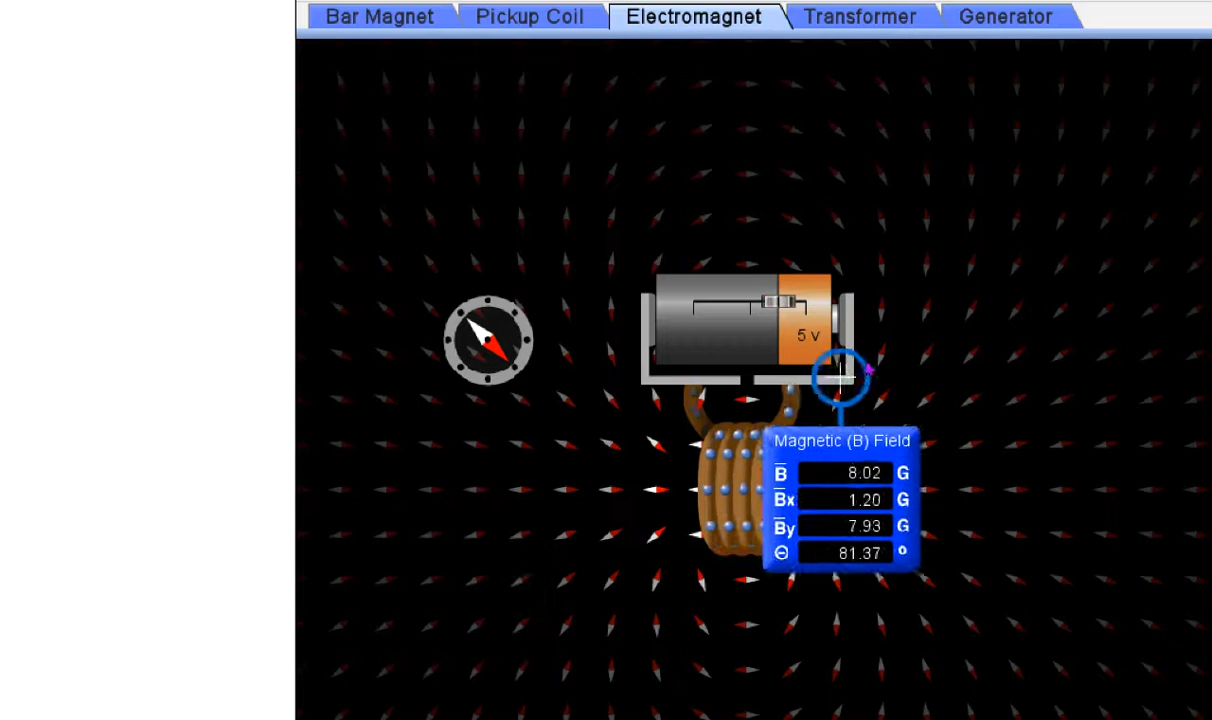 Bar Magnet Pickup Coil Electromagnet Transformer Generator
5 v
Magnetic (B) Field
B 8.02 G
Bx 1.20 G
By 7.93 G
Θ 81.37 º